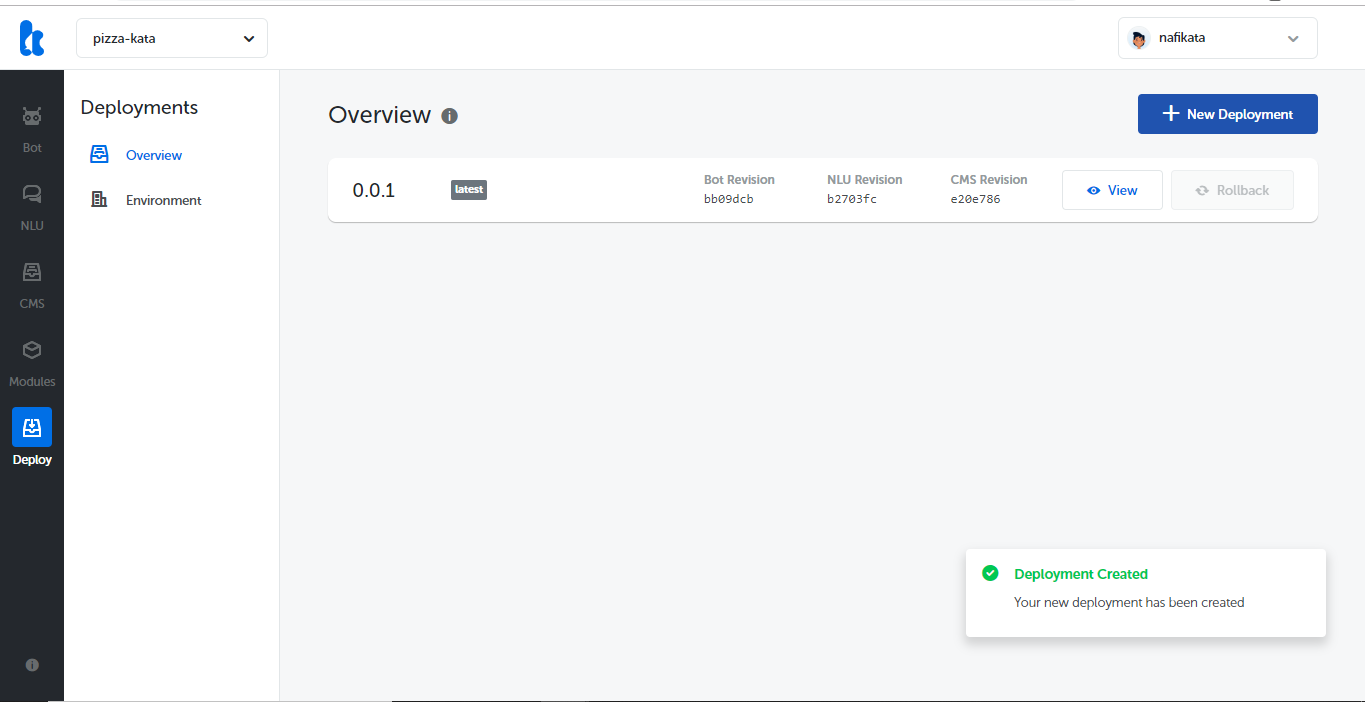 pizza-kata
nafikata
Bot
NLU
CMS
Modules
Deploy
Deployments
Overview
Environment
Overview
New Deployment
0.0.1
latest
Bot Revision
bb09dcb
NLU Revision
b2703fc
CMS Revision
e20e786
View
Rollback
Deployment Created
Your new deployment has been created